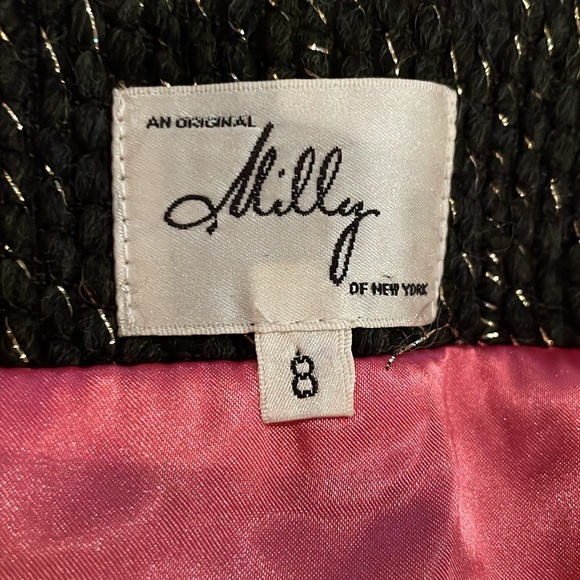 AN ORIGINAL
Milly
OF NEW YORK
8